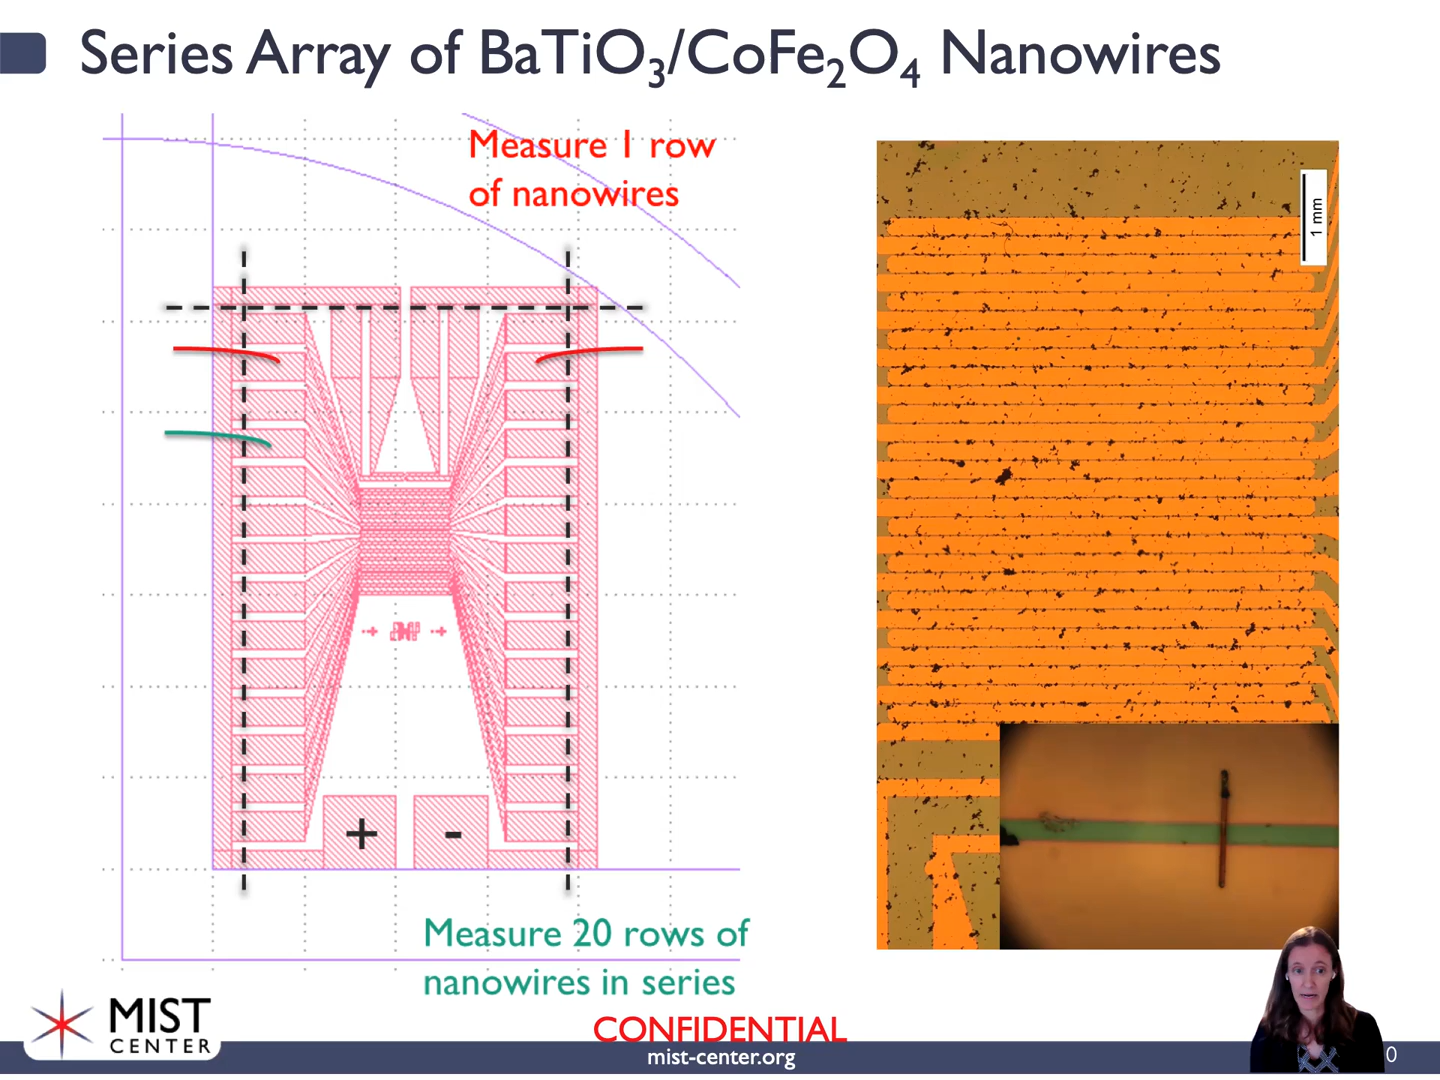 Series Array of BaTiO₃/CoFe₂O₄ Nanowires
Measure 1 row
of nanowires
1 mm
+ -
Measure 20 rows of
nanowires in series
MIST
CENTER
CONFIDENTIAL
mist-center.org
0